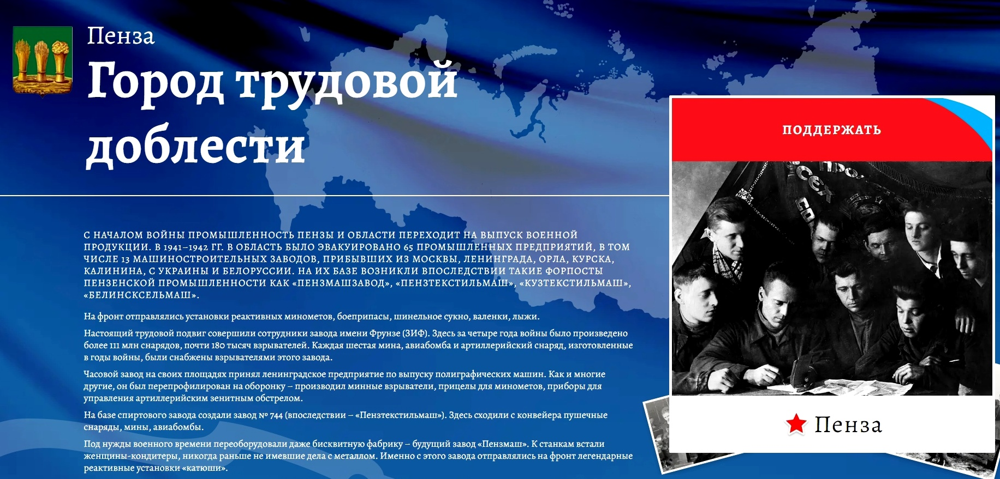 Пенза
Город трудовой
доблести
ПОДДЕРЖАТЬ
СЕХ
СО
С НАЧАЛОМ ВОЙНЫ ПРОМЫШЛЕННОСТЬ ПЕНЗЫ И ОБЛАСТИ ПЕРЕХОДИТ НА ВЫПУСК ВОЕННОЙ
ПРОДУКЦИИ. В 1941–1942 ГГ. В ОБЛАСТЬ БЫЛО ЭВАКУИРОВАНО 65 ПРОМЫШЛЕННЫХ ПРЕДПРИЯТИЙ, В ТОМ
ЧИСЛЕ 13 МАШИНОСТРОИТЕЛЬНЫХ ЗАВОДОВ, ПРИБЫВШИХ ИЗ МОСКВЫ, ЛЕНИНГРАДА, ОРЛА, КУРСКА,
КАЛИНИНА, С УКРАИНЫ И БЕЛОРУССИИ. НА ИХ БАЗЕ ВОЗНИКЛИ ВПОСЛЕДСТВИИ ТАКИЕ ФОРПОСТЫ
ПЕНЗЕНСКОЙ ПРОМЫШЛЕННОСТИ КАК «ПЕНЗМАШЗАВОД», «ПЕНЗТЕКСТИЛЬМАШ», «КУЗТЕКСТИЛЬМАШ»,
«БЕЛИНСКСЕЛЬМАШ».
На фронт отправлялись установки реактивных минометов, боеприпасы, шинельное сукно, валенки, лыжи.
Настоящий трудовой подвиг совершили сотрудники завода имени Фрунзе (ЗИФ). Здесь за четыре года войны было произведено
более 111 млн снарядов, почти 180 тысяч взрывателей. Каждая шестая мина, авиабомба и артиллерийский снаряд, изготовленные
в годы войны, были снабжены взрывателями этого завода.
Часовой завод на своих площадях принял ленинградское предприятие по выпуску полиграфических машин. Как и многие
другие, он был перепрофилирован на оборонку – производил минные взрыватели, прицелы для минометов, приборы для
управления артиллерийским зенитным обстрелом.
На базе спиртового завода создали завод № 744 (впоследствии – «Пензтекстильмаш»). Здесь сходили с конвейера пушечные
снаряды, мины, авиабомбы.
Под нужды военного времени переоборудовали даже бисквитную фабрику – будущий завод «Пензмаш». К станкам встали
женщины-кондитеры, никогда раньше не имевшие дела с металлом. Именно с этого завода отправлялись на фронт легендарные
реактивные установки «катюши».
Пенза